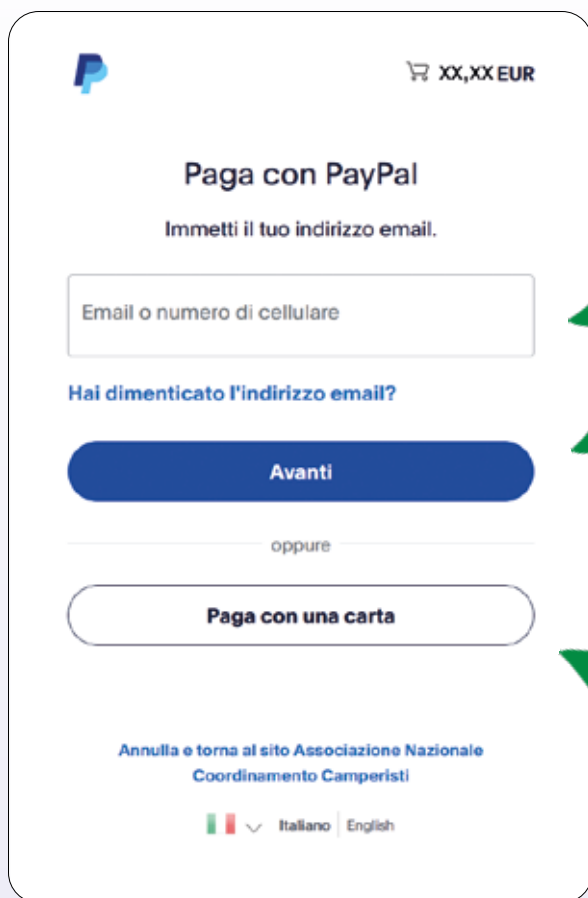 XX,XX EUR
Paga con PayPal
Immetti il tuo indirizzo email.
Email o numero di cellulare
Hai dimenticato l'indirizzo email?
Avanti
oppure
Paga con una carta
Annulla e torna al sito Associazione Nazionale
Coordinamento Camperisti
Italiano English